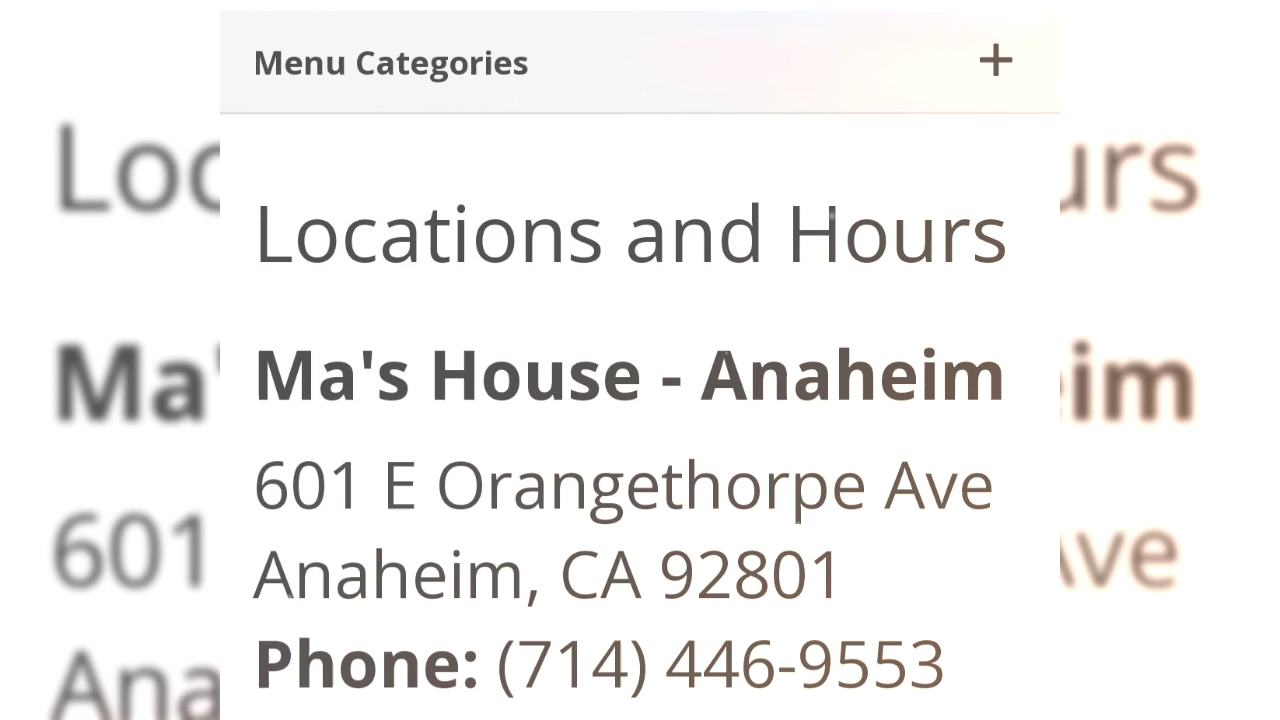 Menu Categories +
Locations and Hours
Ma's House - Anaheim
601 E Orangethorpe Ave
Anaheim, CA 92801
Phone: (714) 446-9553